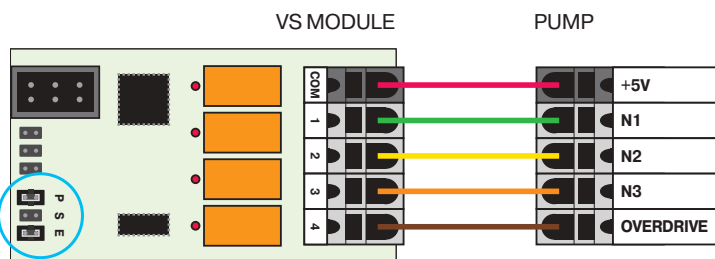 VS MODULE PUMP
COM +5V
1 N1
2 N2
3 N3
4 OVERDRIVE
P
S
E